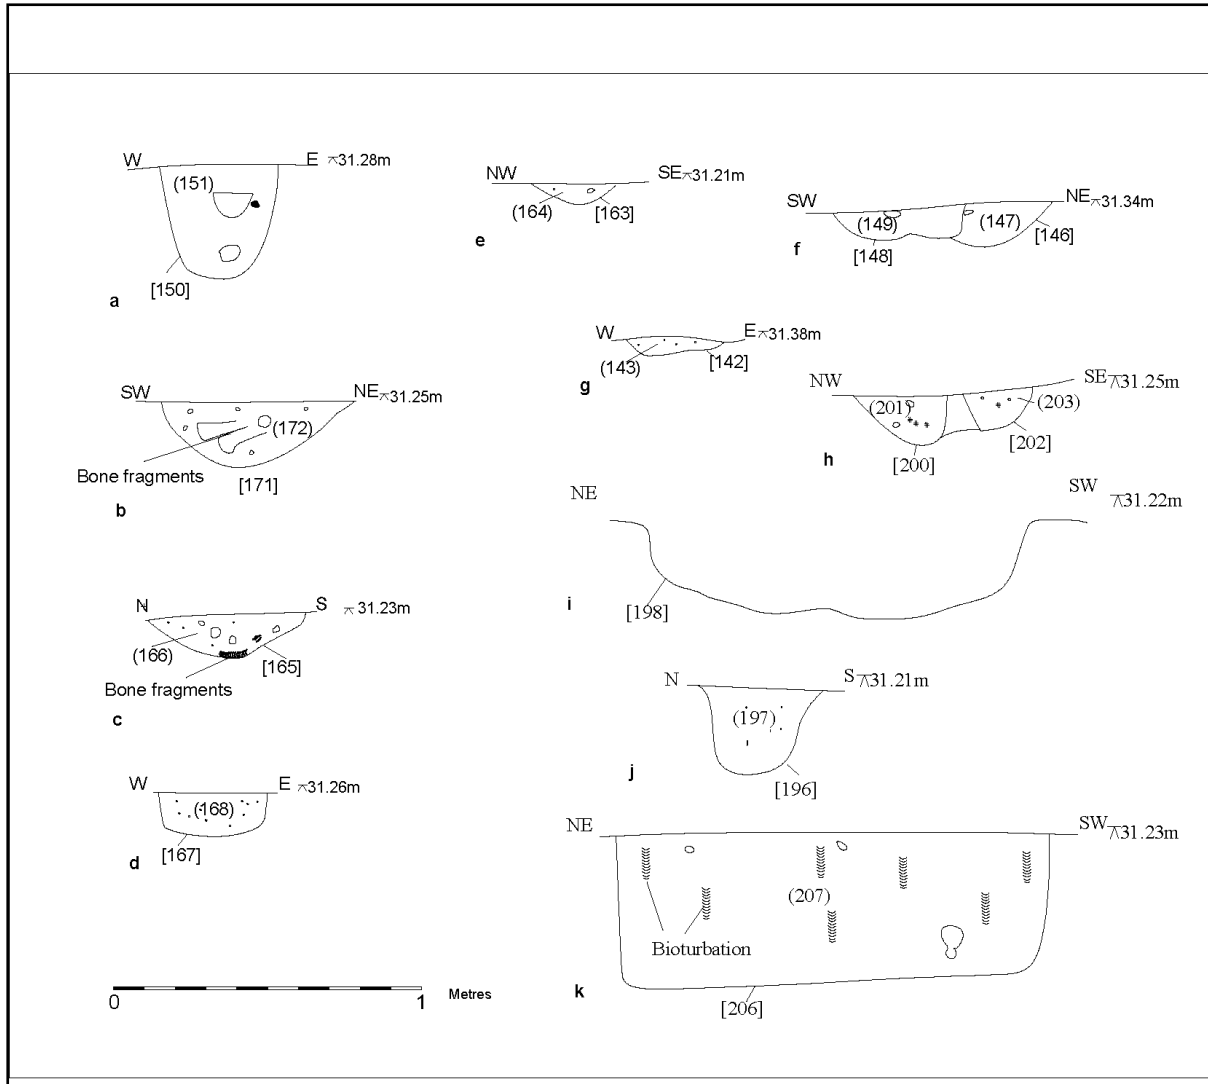 W E 31.28m
(151)
[150]
a
SW NE 31.25m
(172)
Bone fragments
[171]
b
N S 31.23m
(166)
[165]
Bone fragments
c
W E 31.26m
(168)
[167]
d
0 1 Metres
NW SE 31.21m
(164) [163]
e
SW NE 31.34m
(149) (147)
[146]
[148]
f
W E 31.38m
(143) [142]
g
NW SE 31.25m
(201) (203)
[202]
[200]
h
NE SW 31.22m
[198]
i
N S 31.21m
(197)
[196]
j
NE SW 31.23m
(207)
Bioturbation
[206]
k